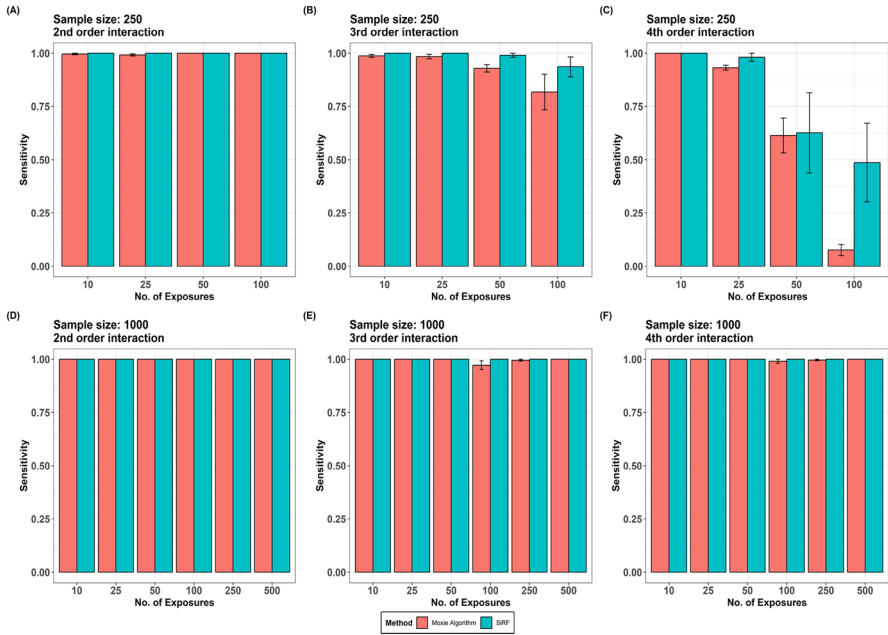 (A)
Sample size: 250
2nd order interaction
Sensitivity
1.00
0.75
0.50
0.25
0.00
10 25 50 100
No. of Exposures
(B)
Sample size: 250
3rd order interaction
Sensitivity
1.00
0.75
0.50
0.25
0.00
10 25 50 100
No. of Exposures
(C)
Sample size: 250
4th order interaction
Sensitivity
1.00
0.75
0.50
0.25
0.00
10 25 50 100
No. of Exposures
(D)
Sample size: 1000
2nd order interaction
Sensitivity
1.00
0.75
0.50
0.25
0.00
10 25 50 100 250 500
No. of Exposures
(E)
Sample size: 1000
3rd order interaction
Sensitivity
1.00
0.75
0.50
0.25
0.00
10 25 50 100 250 500
No. of Exposures
(F)
Sample size: 1000
4th order interaction
Sensitivity
1.00
0.75
0.50
0.25
0.00
10 25 50 100 250 500
No. of Exposures
Method Moxie Algorithm SiRF